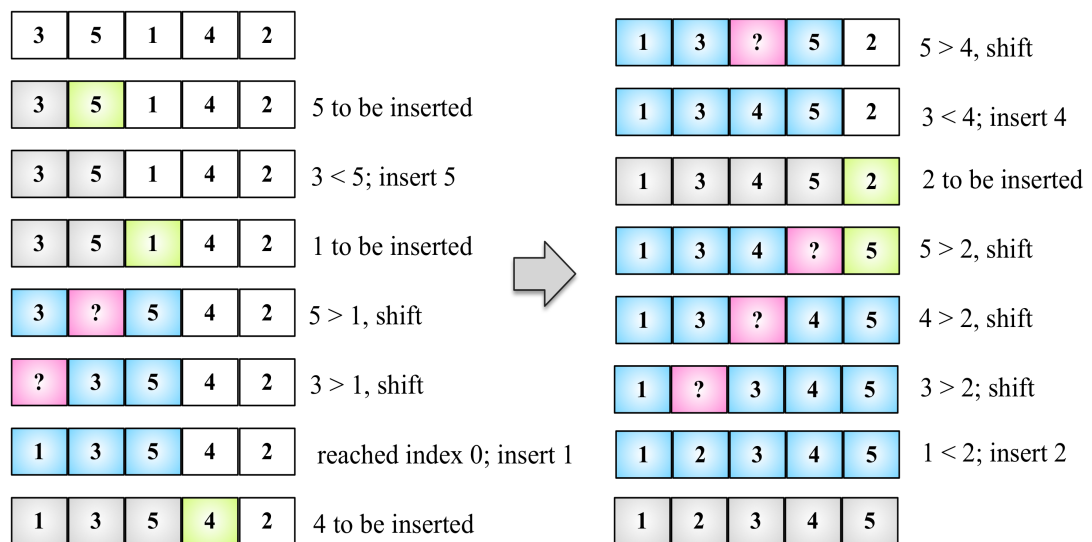 3 5 1 4 2
3 5 1 4 2 5 to be inserted
3 5 1 4 2 3 < 5; insert 5
3 5 1 4 2 1 to be inserted
3 ? 5 4 2 5 > 1, shift
? 3 5 4 2 3 > 1, shift
1 3 5 4 2 reached index 0; insert 1
1 3 5 4 2 4 to be inserted
1 3 ? 5 2 5 > 4, shift
1 3 4 5 2 3 < 4; insert 4
1 3 4 5 2 2 to be inserted
1 3 4 ? 5 5 > 2, shift
1 3 ? 4 5 4 > 2, shift
1 ? 3 4 5 3 > 2; shift
1 2 3 4 5 1 < 2; insert 2
1 2 3 4 5